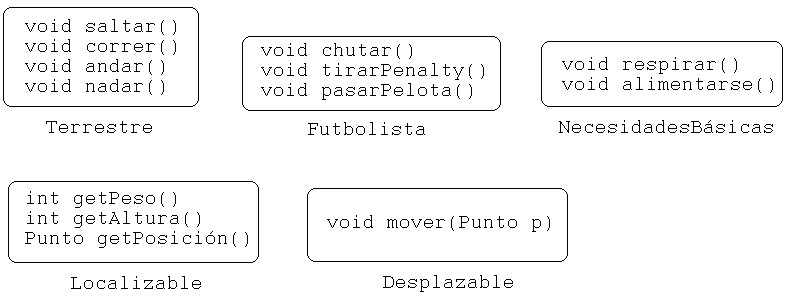 void saltar()
void correr()
void andar()
void nadar()
Terrestre
void chutar()
void tirarPenalty()
void pasarPelota()
Futbolista
void respirar()
void alimentarse()
NecesidadesBásicas
int getPeso()
int getAltura()
Punto getPosición()
Localizable
void mover(Punto p)
Desplazable